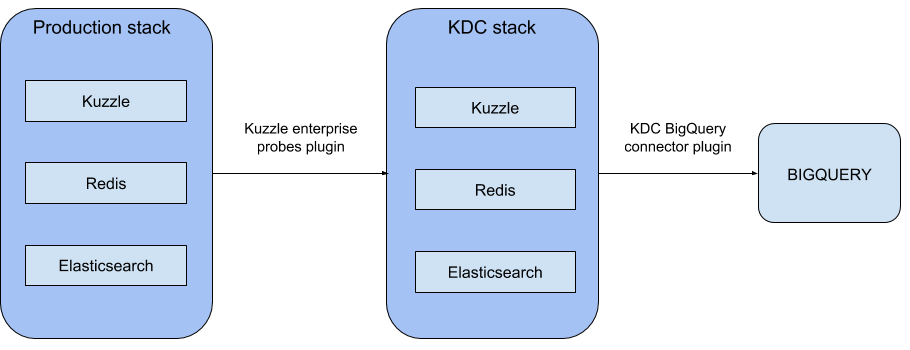 Production stack
Kuzzle
Redis
Elasticsearch
Kuzzle enterprise
probes plugin
KDC stack
Kuzzle
Redis
Elasticsearch
KDC BigQuery
connector plugin
BIGQUERY